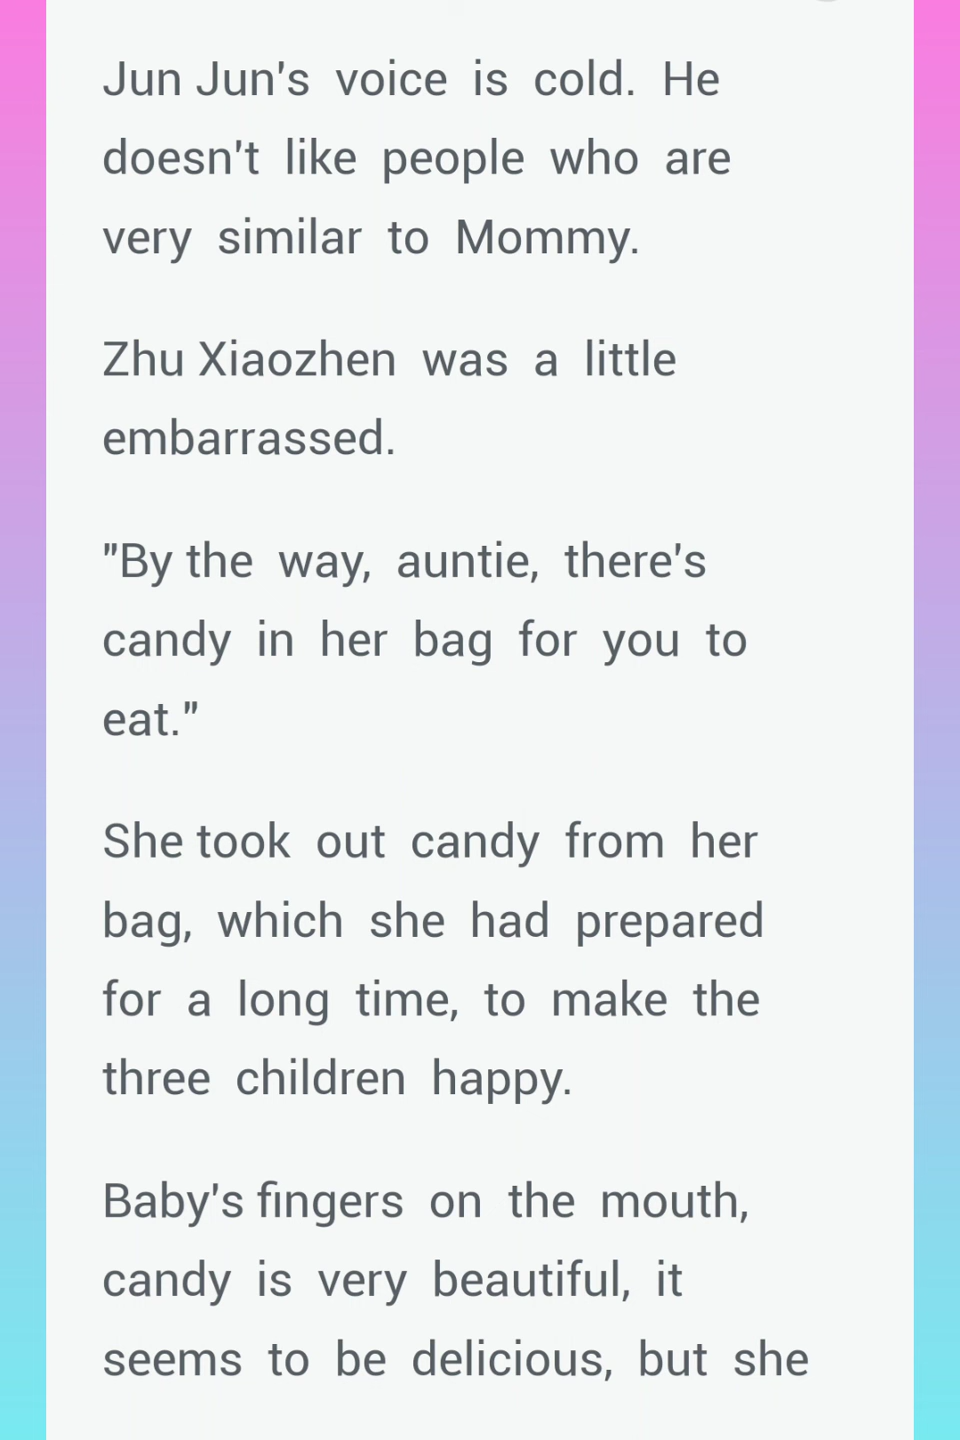 Jun Jun's voice is cold. He
doesn't like people who are
very similar to Mommy.
Zhu Xiaozhen was a little
embarrassed.
"By the way, auntie, there's
candy in her bag for you to
eat."
She took out candy from her
bag, which she had prepared
for a long time, to make the
three children happy.
Baby's fingers on the mouth,
candy is very beautiful, it
seems to be delicious, but she